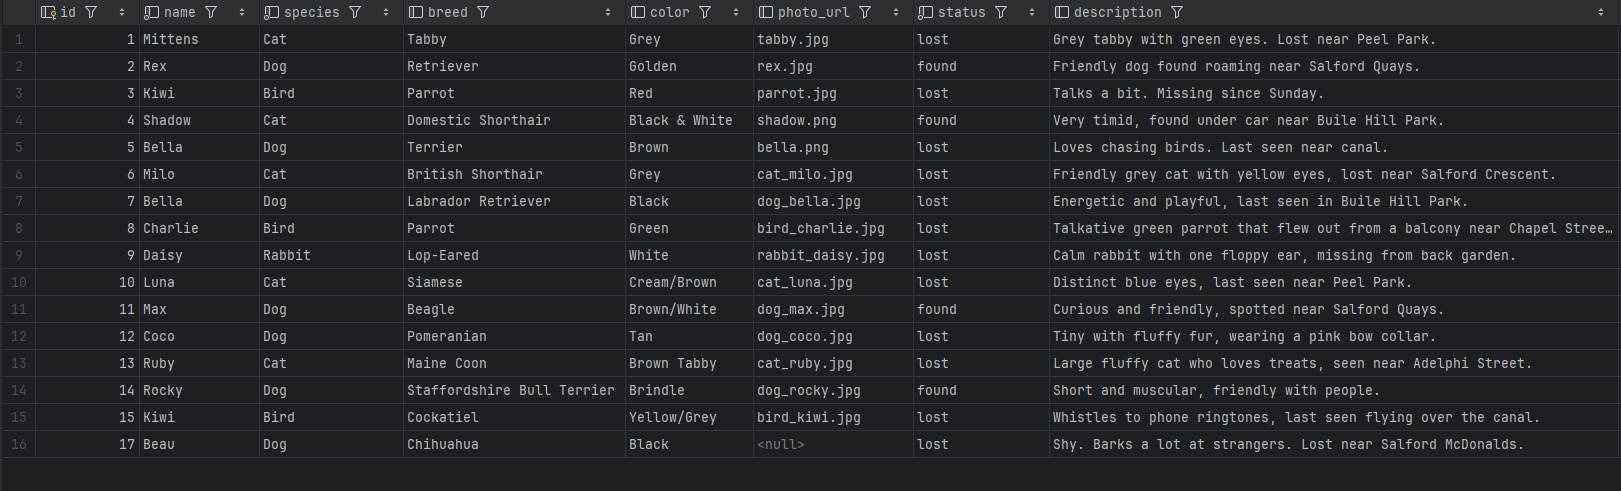 id name species breed color photo_url status description
1 1 Mittens Cat Tabby Grey tabby.jpg lost Grey tabby with green eyes. Lost near Peel Park.
2 2 Rex Dog Retriever Golden rex.jpg found Friendly dog found roaming near Salford Quays.
3 3 Kiwi Bird Parrot Red parrot.jpg lost Talks a bit. Missing since Sunday.
4 4 Shadow Cat Domestic Shorthair Black & White shadow.png found Very timid, found under car near Buile Hill Park.
5 5 Bella Dog Terrier Brown bella.png lost Loves chasing birds. Last seen near canal.
6 6 Milo Cat British Shorthair Grey cat_milo.jpg lost Friendly grey cat with yellow eyes, lost near Salford Crescent.
7 7 Bella Dog Labrador Retriever Black dog_bella.jpg lost Energetic and playful, last seen in Buile Hill Park.
8 8 Charlie Bird Parrot Green bird_charlie.jpg lost Talkative green parrot that flew out from a balcony near Chapel Stree…
9 9 Daisy Rabbit Lop-Eared White rabbit_daisy.jpg lost Calm rabbit with one floppy ear, missing from back garden.
10 10 Luna Cat Siamese Cream/Brown cat_luna.jpg lost Distinct blue eyes, last seen near Peel Park.
11 11 Max Dog Beagle Brown/White dog_max.jpg found Curious and friendly, spotted near Salford Quays.
12 12 Coco Dog Pomeranian Tan dog_coco.jpg lost Tiny with fluffy fur, wearing a pink bow collar.
13 13 Ruby Cat Maine Coon Brown Tabby cat_ruby.jpg lost Large fluffy cat who loves treats, seen near Adelphi Street.
14 14 Rocky Dog Staffordshire Bull Terrier Brindle dog_rocky.jpg found Short and muscular, friendly with people.
15 15 Kiwi Bird Cockatiel Yellow/Grey bird_kiwi.jpg lost Whistles to phone ringtones, last seen flying over the canal.
16 17 Beau Dog Chihuahua Black <null> lost Shy. Barks a lot at strangers. Lost near Salford McDonalds.